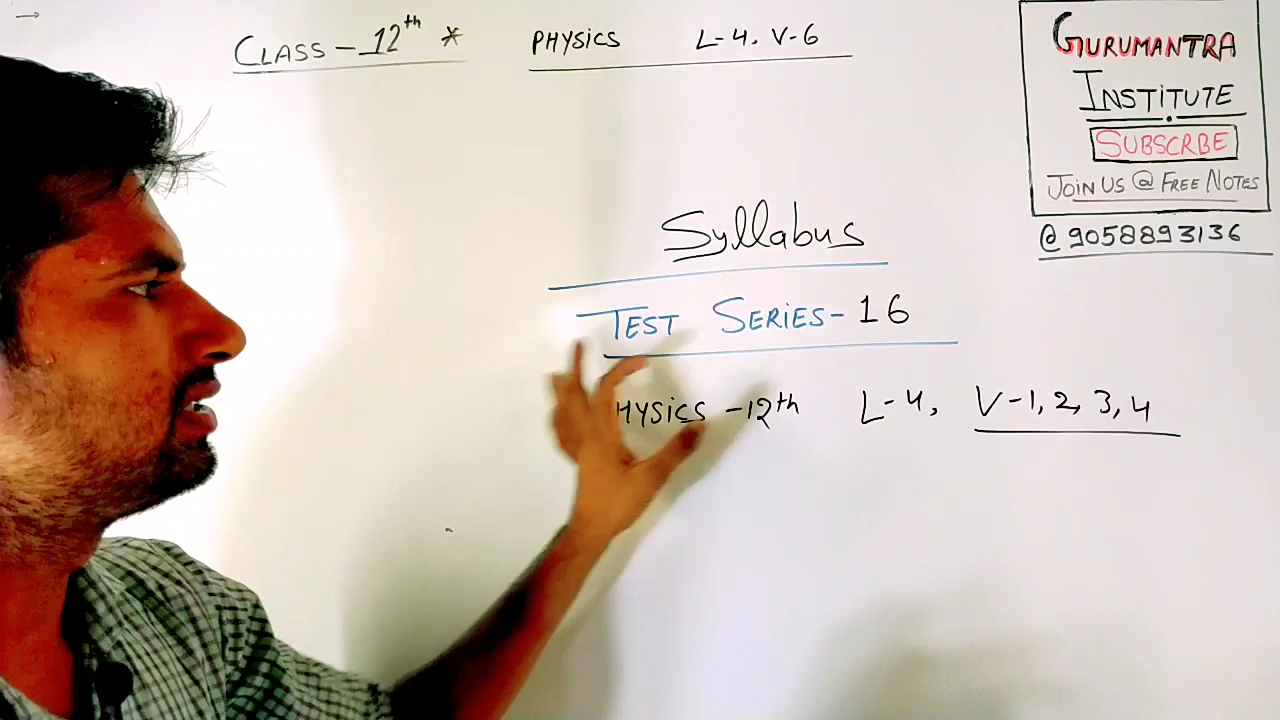 CLASS - 12th *
PHYSICS L-4, V-6
GURUMANTRA
INSTITUTE
SUBSCRBE
JOIN US @ FREE NOTES
@ 9058893136
Syllabus
TEST SERIES - 16
HYSICS - 12th L-4, V-1, 2, 3, 4